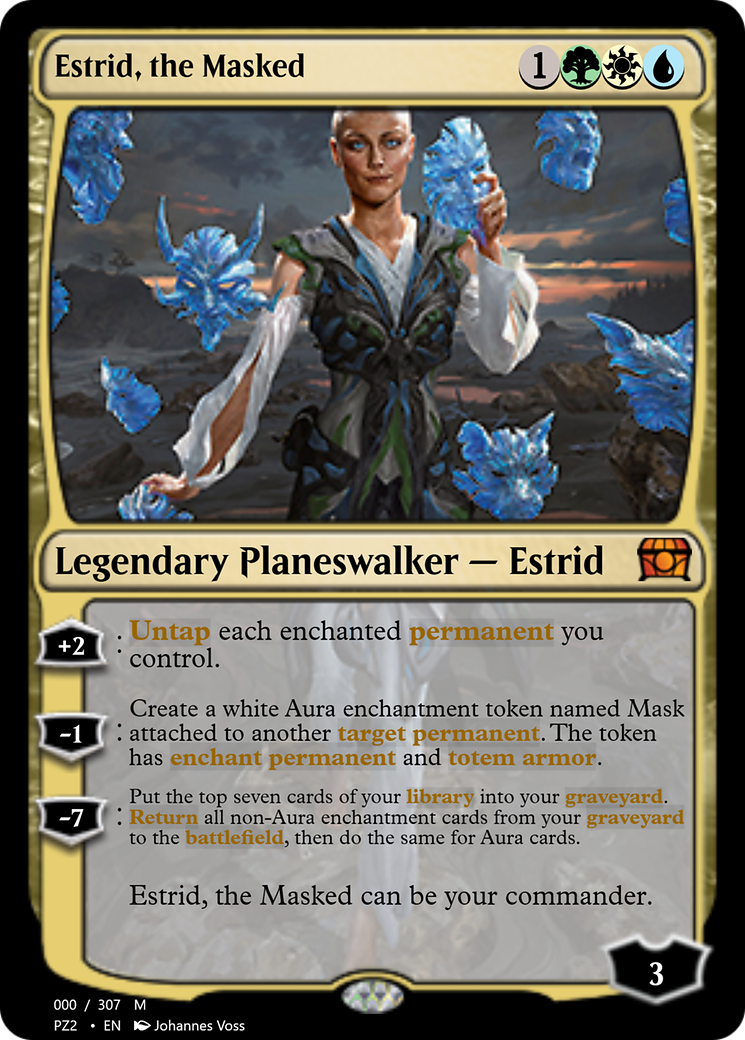 Estrid, the Masked
1
Legendary Planeswalker — Estrid
+2
: Untap each enchanted permanent you
control.
Create a white Aura enchantment token named Mask
–1
: attached to another target permanent. The token
has enchant permanent and totem armor.
Put the top seven cards of your library into your graveyard.
–7
: Return all non-Aura enchantment cards from your graveyard
to the battlefield, then do the same for Aura cards.
Estrid, the Masked can be your commander.
3
000 / 307 M
PZ2 • EN Johannes Voss